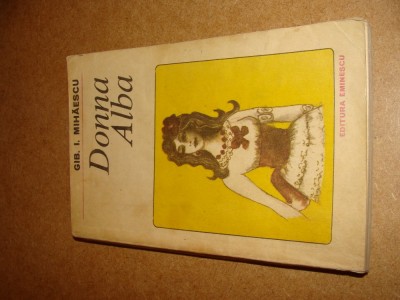 GIB. I. MIHĂESCU
Donna
Alba
EDITURA EMINESCU